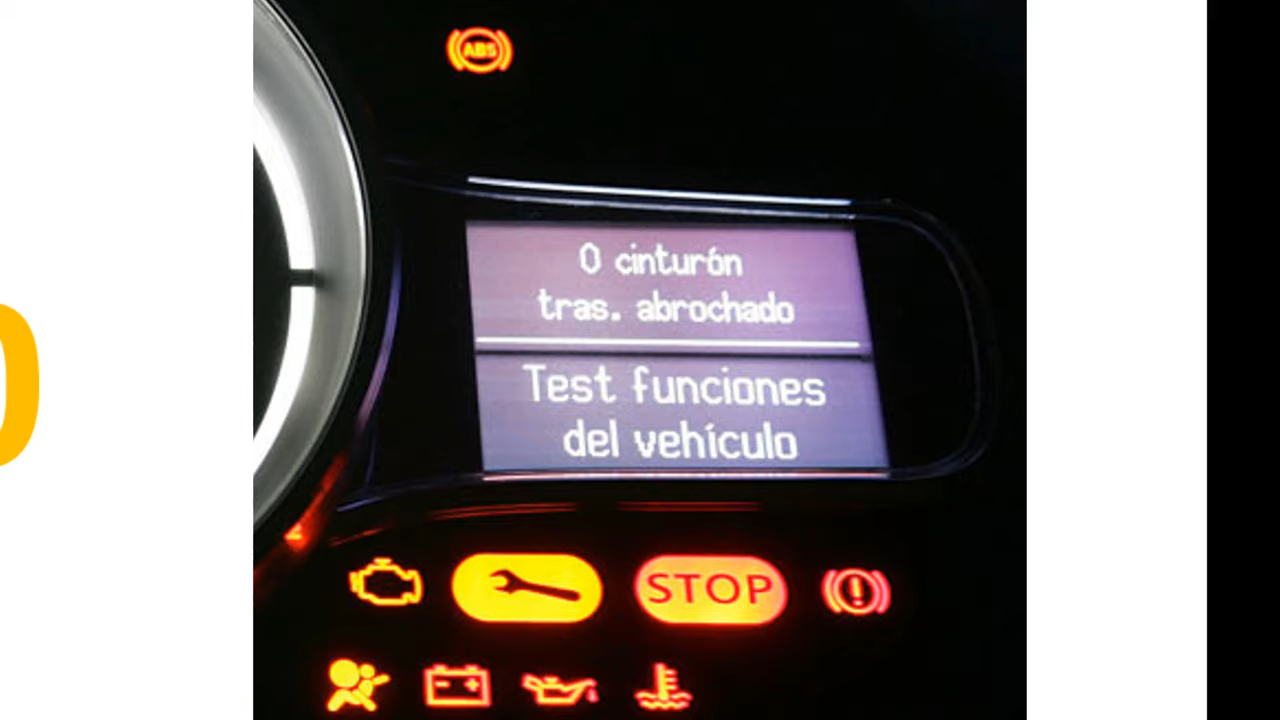 ABS
0 cinturón
tras. abrochado
Test funciones
del vehículo
STOP